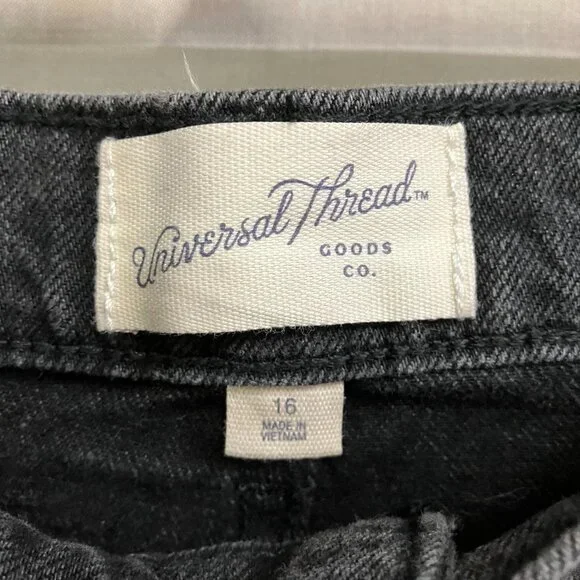 Universal Thread™
GOODS
CO.
16
MADE IN
VIETNAM